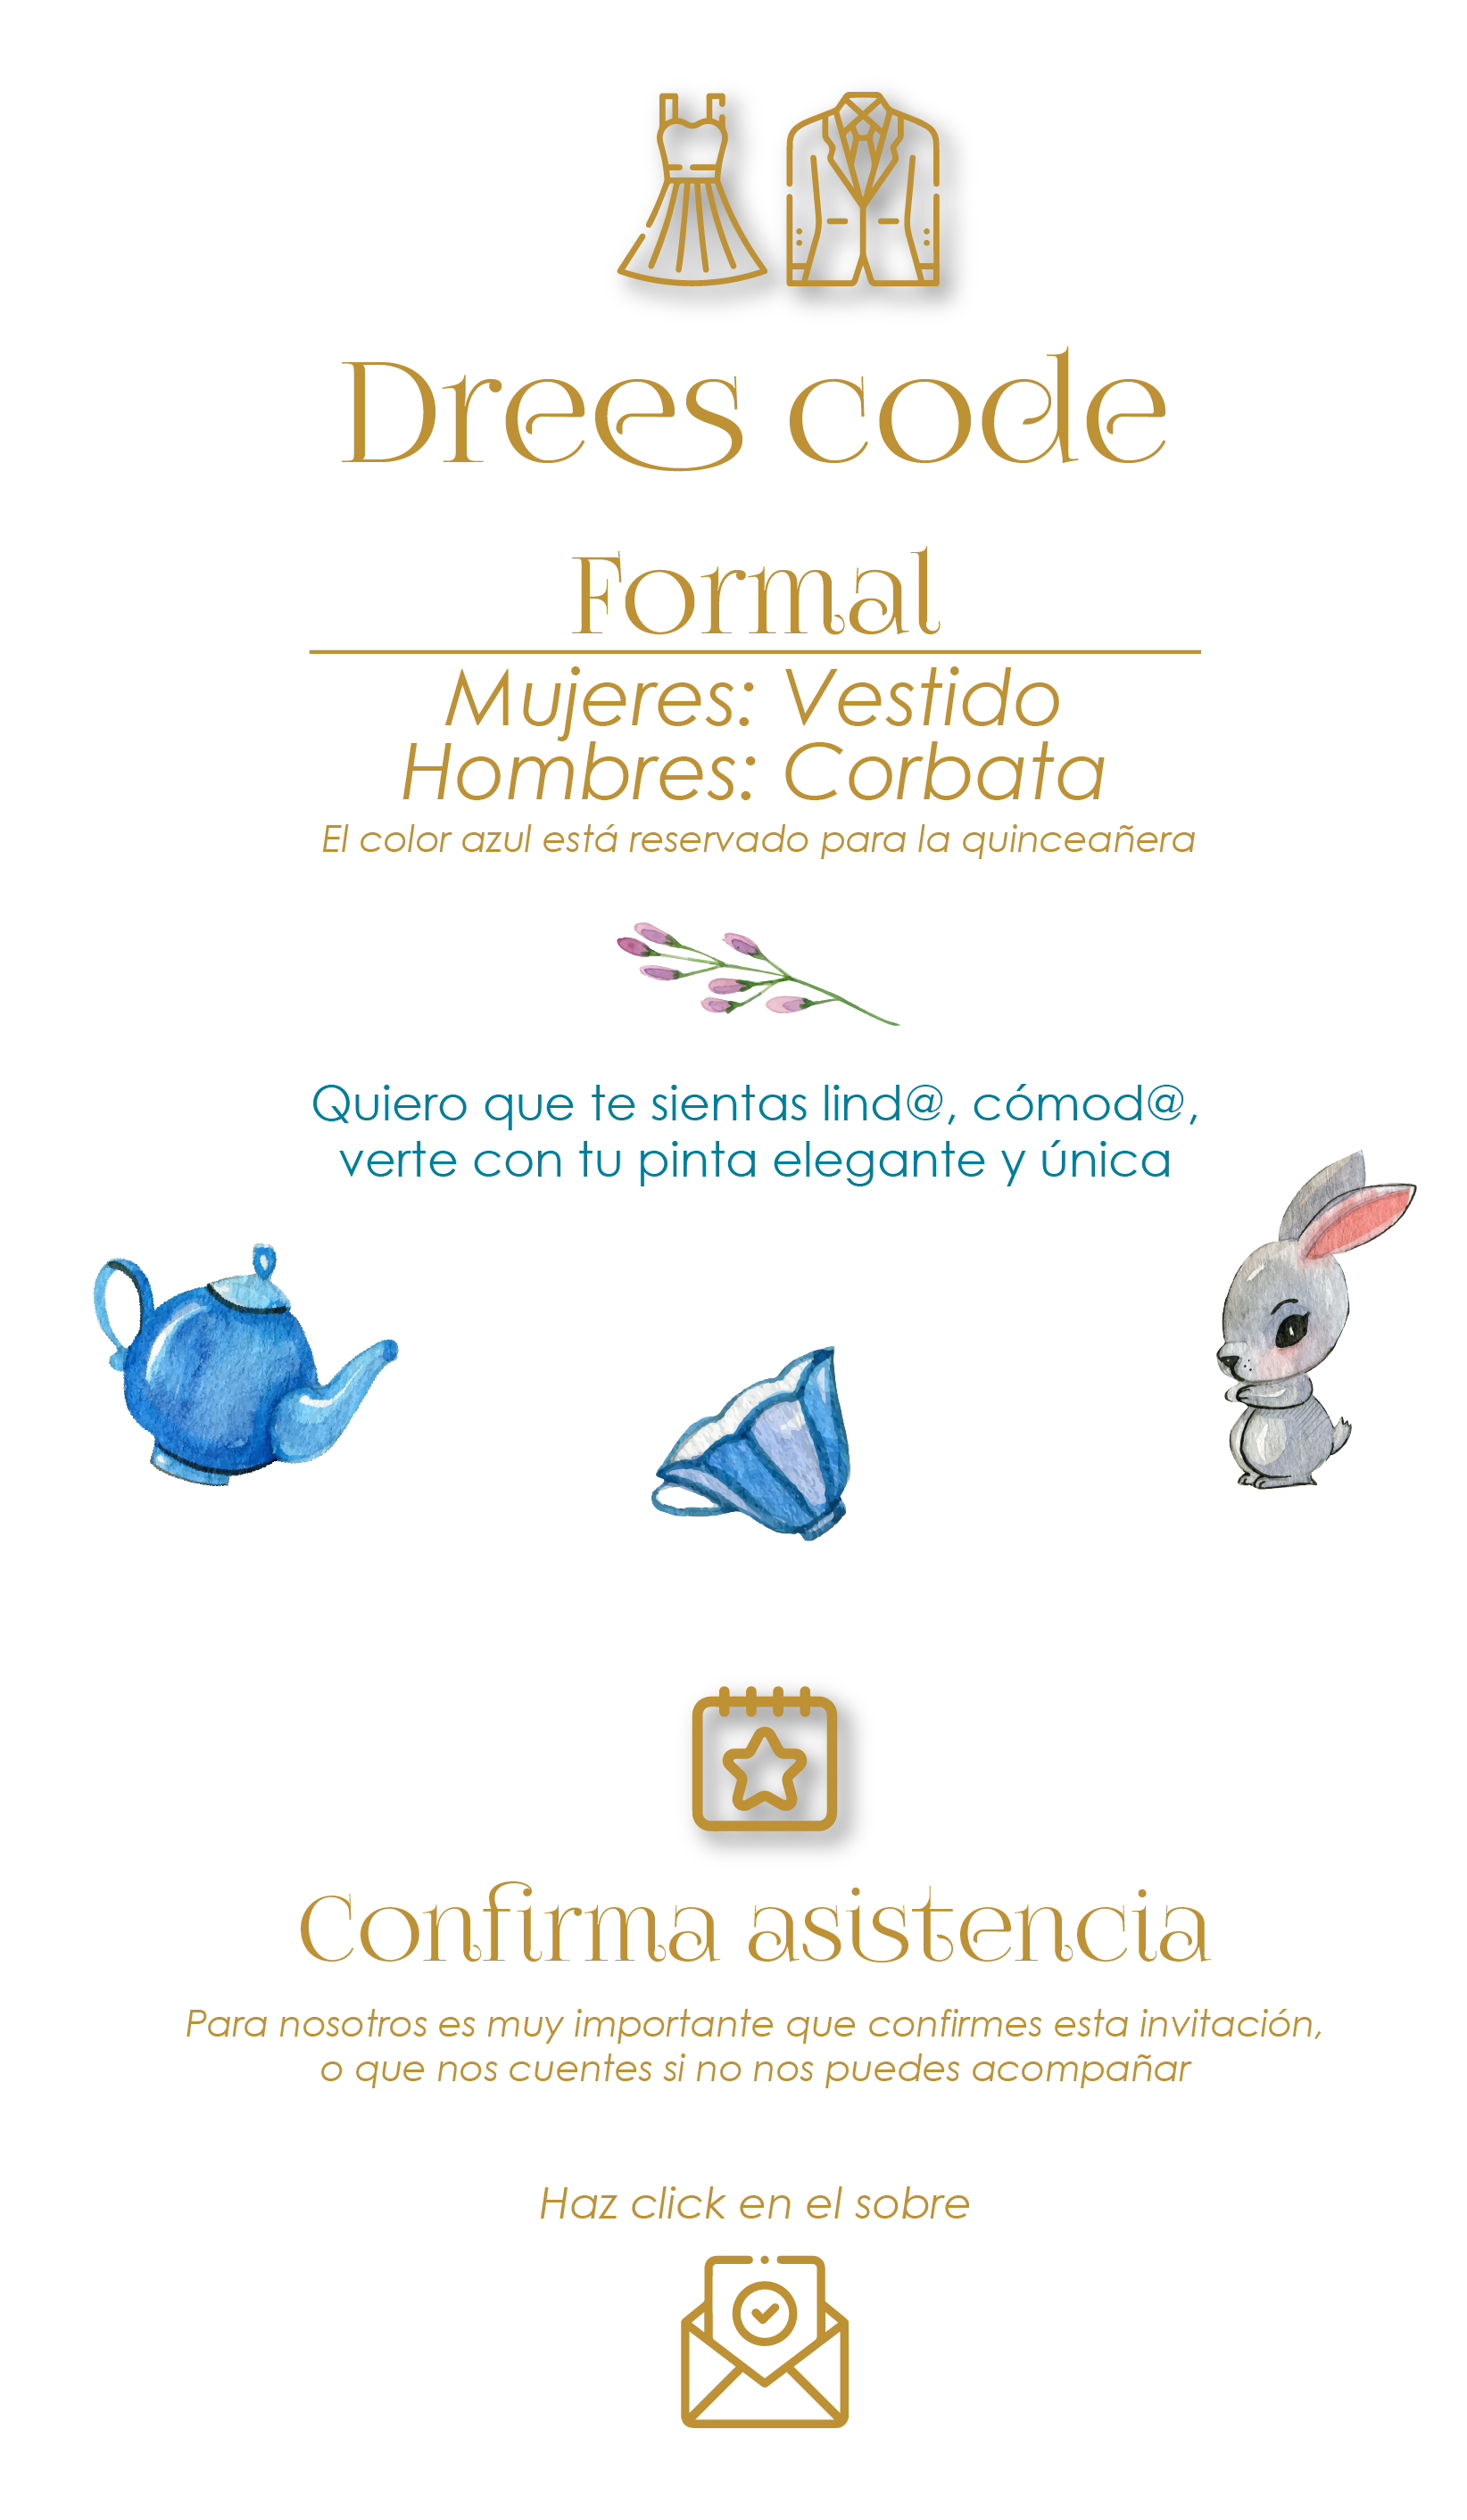 Drees code
Formal
Mujeres: Vestido
Hombres: Corbata
El color azul está reservado para la quinceañera
Quiero que te sientas lind@, cómod@,
verte con tu pinta elegante y única
Confirma asistencia
Para nosotros es muy importante que confirmes esta invitación,
o que nos cuentes si no nos puedes acompañar
Haz click en el sobre